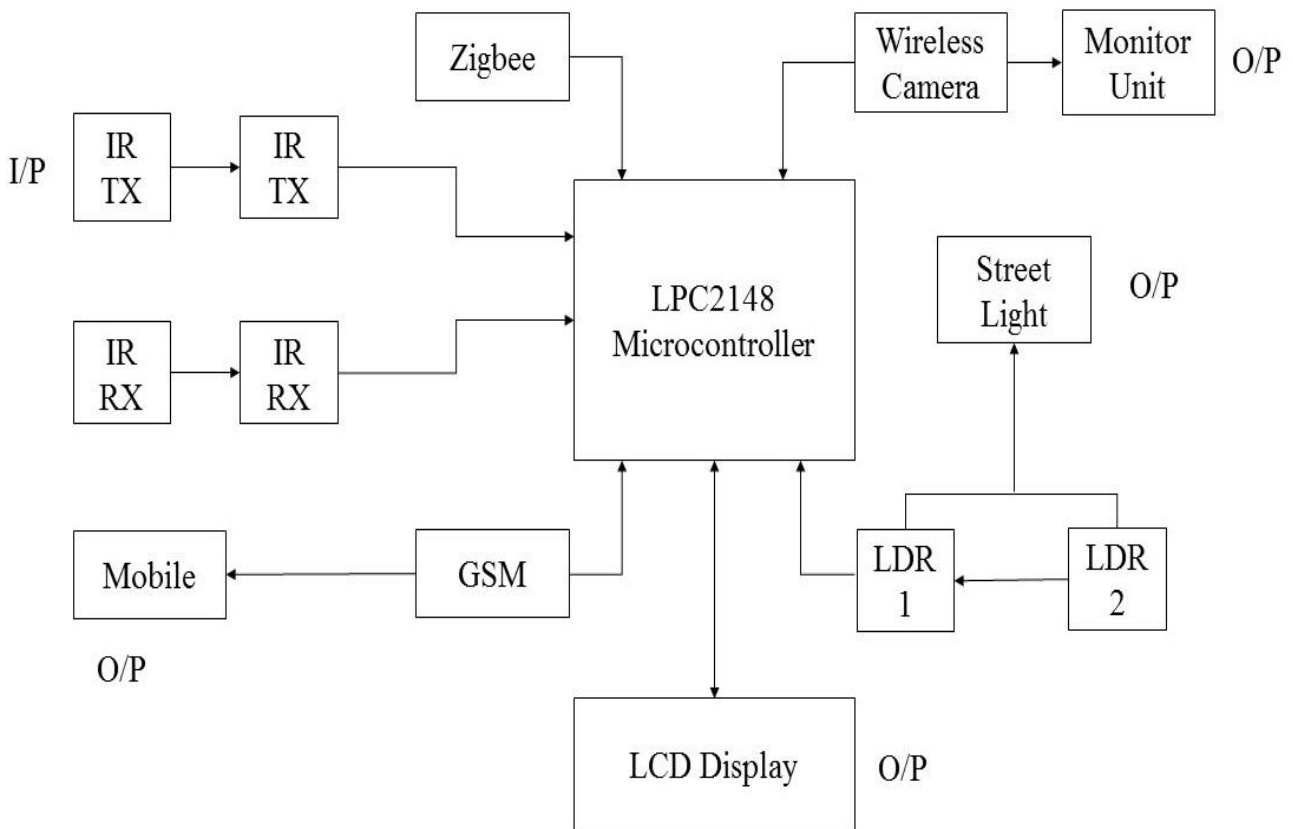 Zigbee
Wireless
Camera
Monitor
Unit
O/P
I/P
IR
TX
IR
TX
LPC2148
Microcontroller
Street
Light
O/P
IR
RX
IR
RX
Mobile
O/P
GSM
LDR
1
LDR
2
LCD Display
O/P